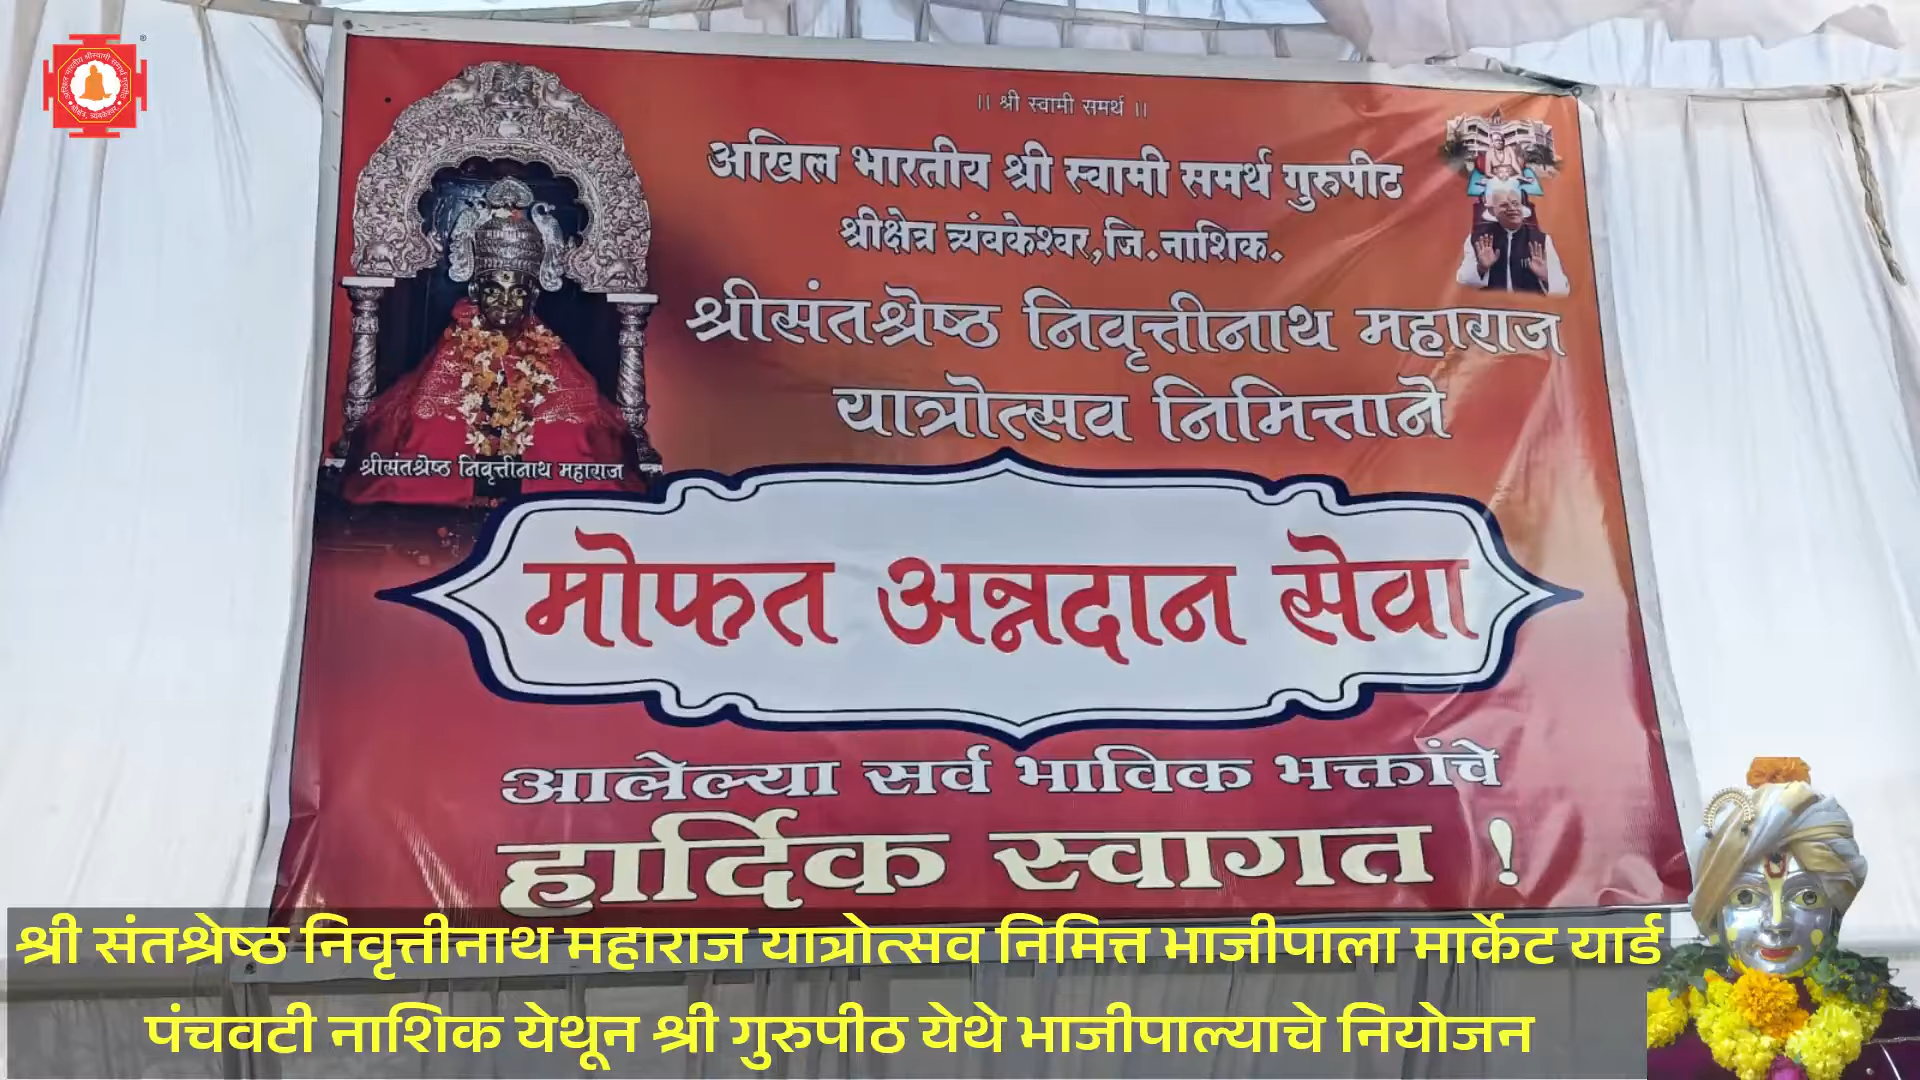 ।। श्री स्वामी समर्थ ।।
अखिल भारतीय श्री स्वामी समर्थ गुरुपीठ
श्रीक्षेत्र त्र्यंबकेश्वर,जि.नाशिक.
श्रीसंतश्रेष्ठ निवृत्तीनाथ महाराज
यात्रोत्सव निमित्ताने
श्रीसंतश्रेष्ठ निवृत्तीनाथ महाराज
मोफत अन्नदान सेवा
आलेल्या सर्व भाविक भक्तांचे
हार्दिक स्वागत !
श्री संतश्रेष्ठ निवृत्तीनाथ महाराज यात्रोत्सव निमित्त भाजीपाला मार्केट यार्ड
पंचवटी नाशिक येथून श्री गुरुपीठ येथे भाजीपाल्याचे नियोजन